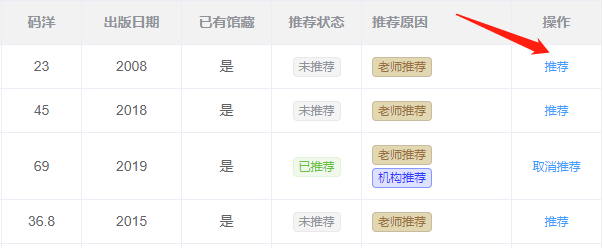 码洋 出版日期 已有馆藏 推荐状态 推荐原因 操作
23 2008 是 未推荐 老师推荐 推荐
45 2018 是 未推荐 老师推荐 推荐
69 2019 是 已推荐 老师推荐 取消推荐
机构推荐
36.8 2015 是 未推荐 老师推荐 推荐